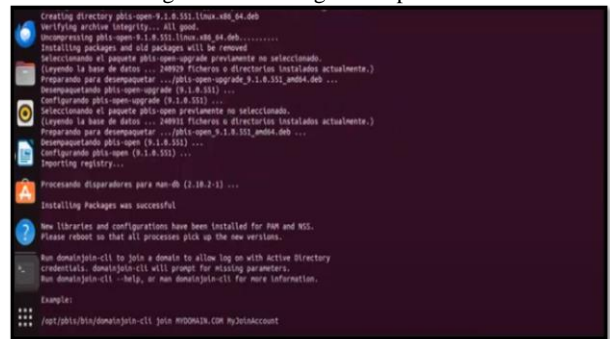 Creating directory pbis-open-9.1.0.551.linux.x86_64.deb
Verifying archive integrity... All good.
Uncompressing pbis-open-9.1.0.551.linux.x86_64.deb..........
Installing packages and old packages will be removed
Seleccionando el paquete pbis-open-upgrade previamente no seleccionado.
(Leyendo la base de datos ... 240929 ficheros o directorios instalados actualmente.)
Preparando para desempaquetar .../pbis-open-upgrade_9.1.0.551_amd64.deb ...
Desempaquetando pbis-open-upgrade (9.1.0.551) ...
Configurando pbis-open-upgrade (9.1.0.551) ...
Seleccionando el paquete pbis-open previamente no seleccionado.
(Leyendo la base de datos ... 240931 ficheros o directorios instalados actualmente.)
Preparando para desempaquetar .../pbis-open_9.1.0.551_amd64.deb ...
Desempaquetando pbis-open (9.1.0.551) ...
Configurando pbis-open (9.1.0.551) ...
Importing registry...
Procesando disparadores para man-db (2.10.2-1) ...
Installing Packages was successful
New libraries and configurations have been installed for PAM and NSS.
Please reboot so that all processes pick up the new versions.
Run domainjoin-cli to join a domain to allow log on with Active Directory
credentials. domainjoin-cli will prompt for missing parameters.
Run domainjoin-cli --help, or man domainjoin-cli for more information.
Example:
/opt/pbis/bin/domainjoin-cli join MYDOMAIN.COM MyJoinAccount